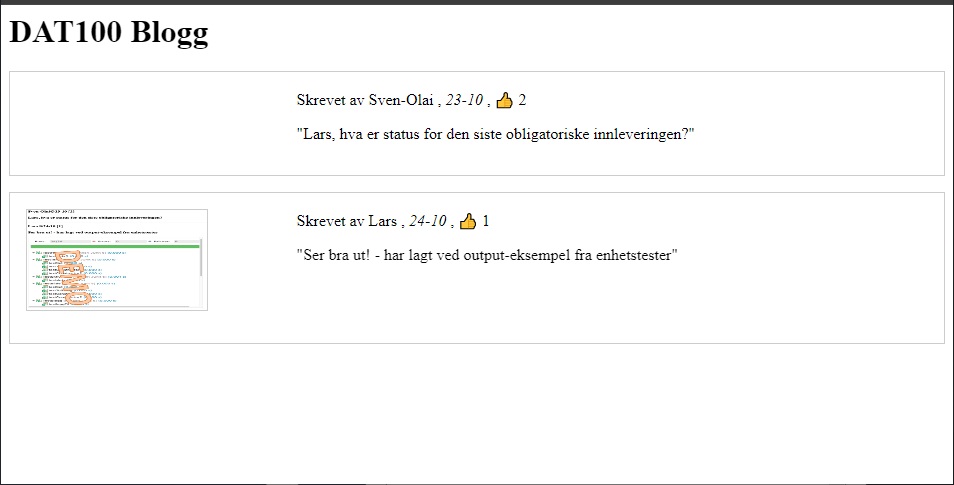 DAT100 Blogg
Skrevet av Sven-Olai , 23-10 , 👍 2
"Lars, hva er status for den siste obligatoriske innleveringen?"
Skrevet av Lars , 24-10 , 👍 1
"Ser bra ut! - har lagt ved output-eksempel fra enhetstester"